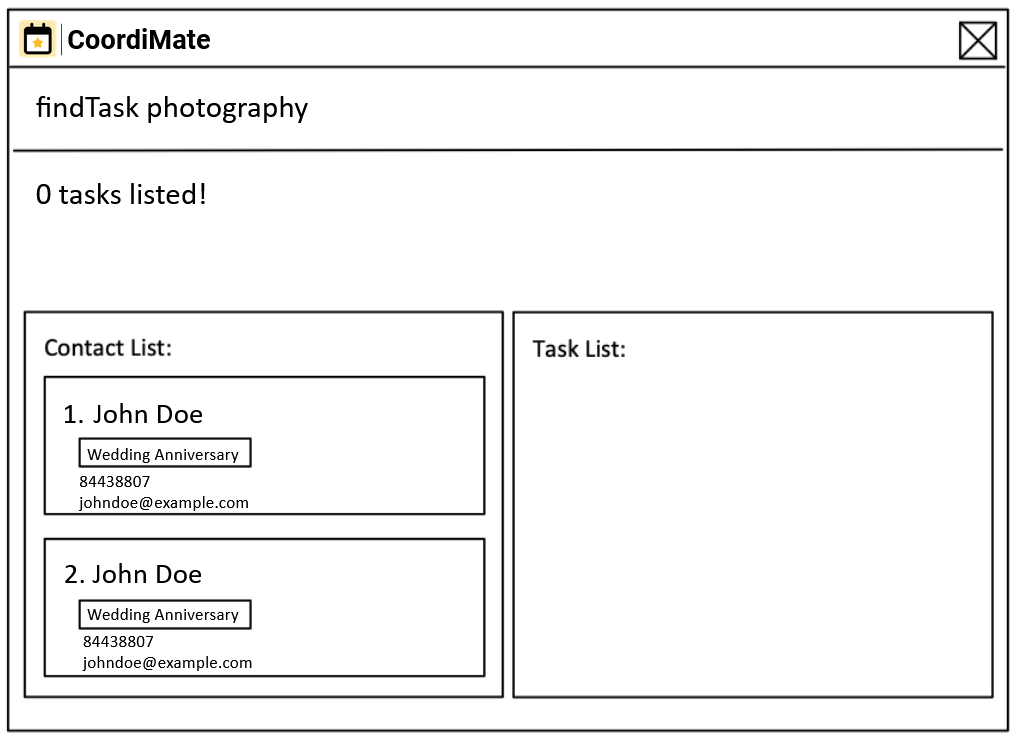 CoordiMate
findTask photography
0 tasks listed!
Contact List:
1. John Doe
Wedding Anniversary
84438807
johndoe@example.com
2. John Doe
Wedding Anniversary
84438807
johndoe@example.com
Task List: